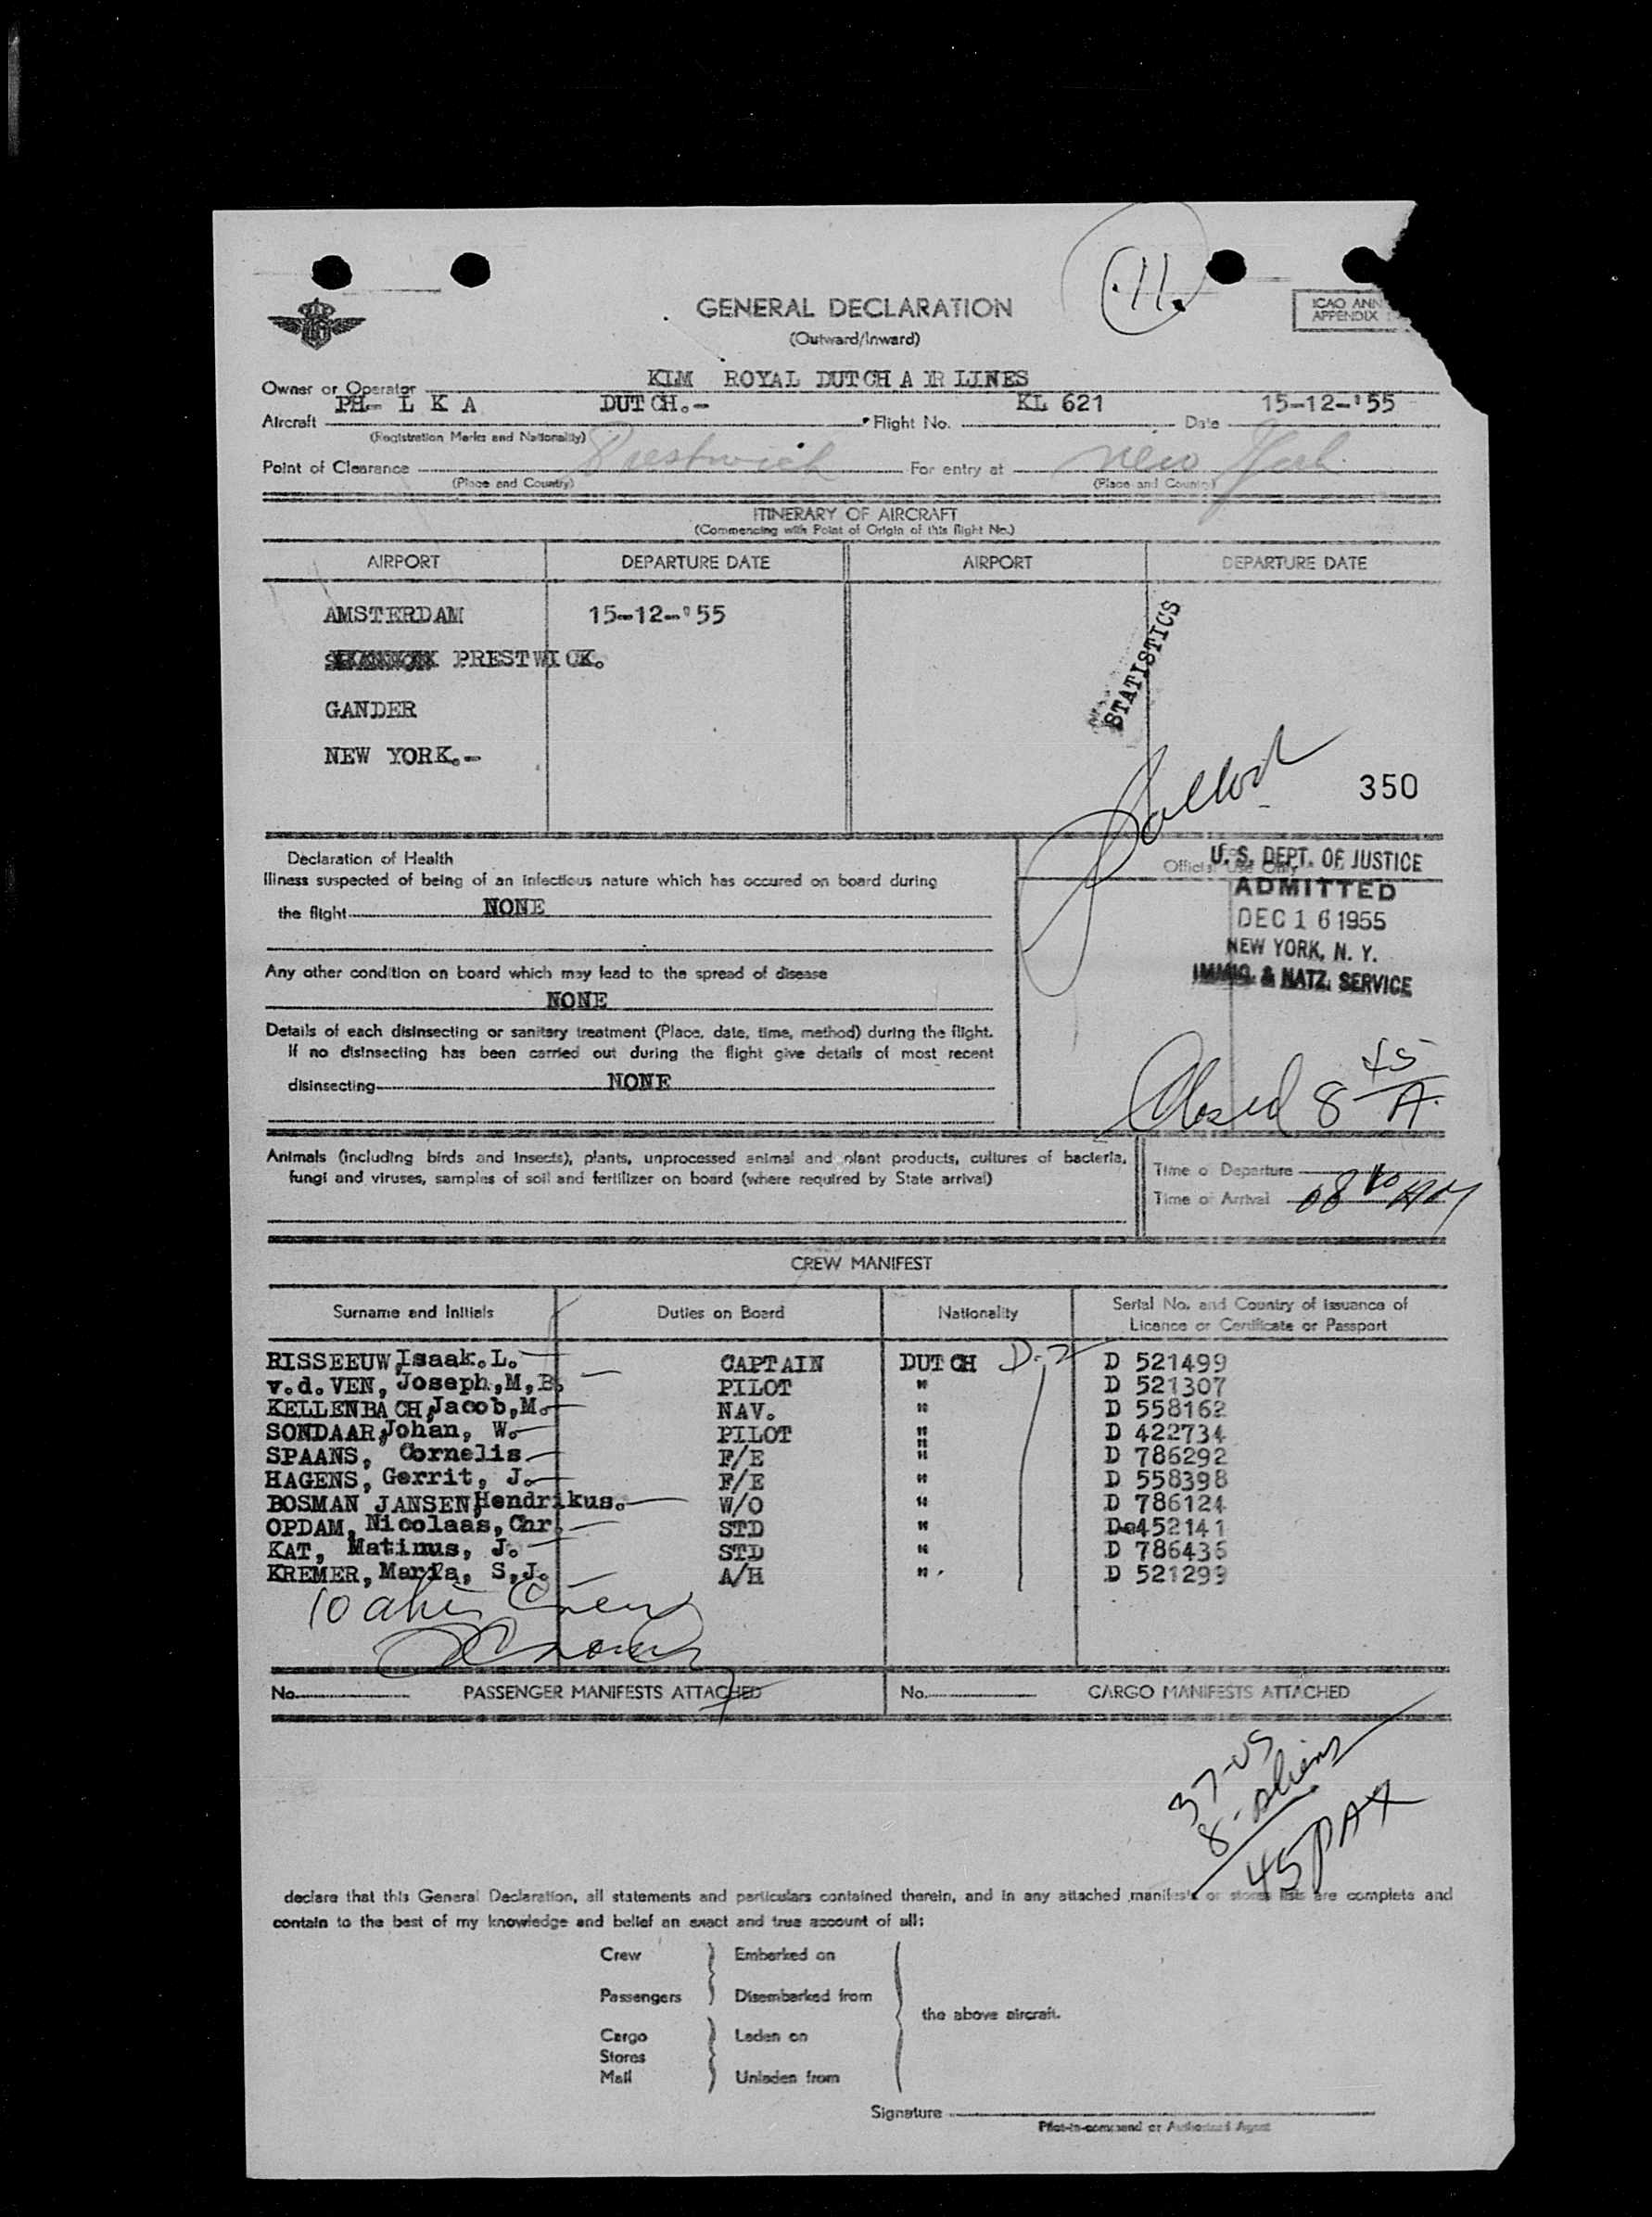 .11.
GENERAL DECLARATION
(Outward/Inward)
ICAO ANN
APPENDIX
Owner or Operator KLM ROYAL DUTCH AIR LINES
Aircraft PH- L K A DUTCH.- Flight No. KL 621 Date 15-12-'55
(Registration Marks and Nationality)
Point of Clearance Prestwick For entry at New York
(Place and Country) (Place and Country)
ITINERARY OF AIRCRAFT
(Commencing with Point of Origin of this flight No.)
AIRPORT DEPARTURE DATE AIRPORT DEPARTURE DATE
AMSTERDAM 15-12-'55
PRESTWICK.
GANDER
NEW YORK.-
STATISTICS
350
Declaration of Health
Illness suspected of being of an infectious nature which has occured on board during
the flight NONE
Any other condition on board which may lead to the spread of disease
NONE
Details of each disinsecting or sanitary treatment (Place, date, time, method) during the flight.
If no disinsecting has been carried out during the flight give details of most recent
disinsecting NONE
Official Use Only
U. S. DEPT. OF JUSTICE
ADMITTED
DEC 16 1955
NEW YORK, N. Y.
IMMIG. & NATZ. SERVICE
Closed 8 45 A.
Animals (including birds and insects), plants, unprocessed animal and plant products, cultures of bacteria,
fungi and viruses, samples of soil and fertilizer on board (where required by State arrival)
Time of Departure
Time of Arrival
CREW MANIFEST
Surname and Initials Duties on Board Nationality Serial No. and Country of issuance of
Licence or Certificate or Passport
RISSEEUW, Isaak. L. CAPTAIN DUTCH D-2 D 521499
v.d. VEN, Joseph, M, B. PILOT " D 521307
KELLENBACH, Jacob, M. NAV. " D 558162
SONDAAR, Johan, W. PILOT " D 422734
SPAANS, Cornelis F/E " D 786292
HAGENS, Gerrit, J. F/E " D 558398
BOSMAN JANSEN, Hendrikus. W/O " D 786124
OPDAM, Nicolaas, Chr. STD " D 452141
KAT, Matinus, J. STD " D 786436
KREMER, Maria, S,J. A/H " D 521299
10 alien Crew
No. PASSENGER MANIFESTS ATTACHED No. CARGO MANIFESTS ATTACHED
37-US
8-Aliens
45 PAX
declare that this General Declaration, all statements and particulars contained therein, and in any attached manifests or stores lists are complete and
contain to the best of my knowledge and belief an exact and true account of all:
Crew Embarked on
Passengers Disembarked from
the above aircraft.
Cargo Laden on
Stores
Mail Unladen from
Signature
Pilot-in-command or Authorized Agent